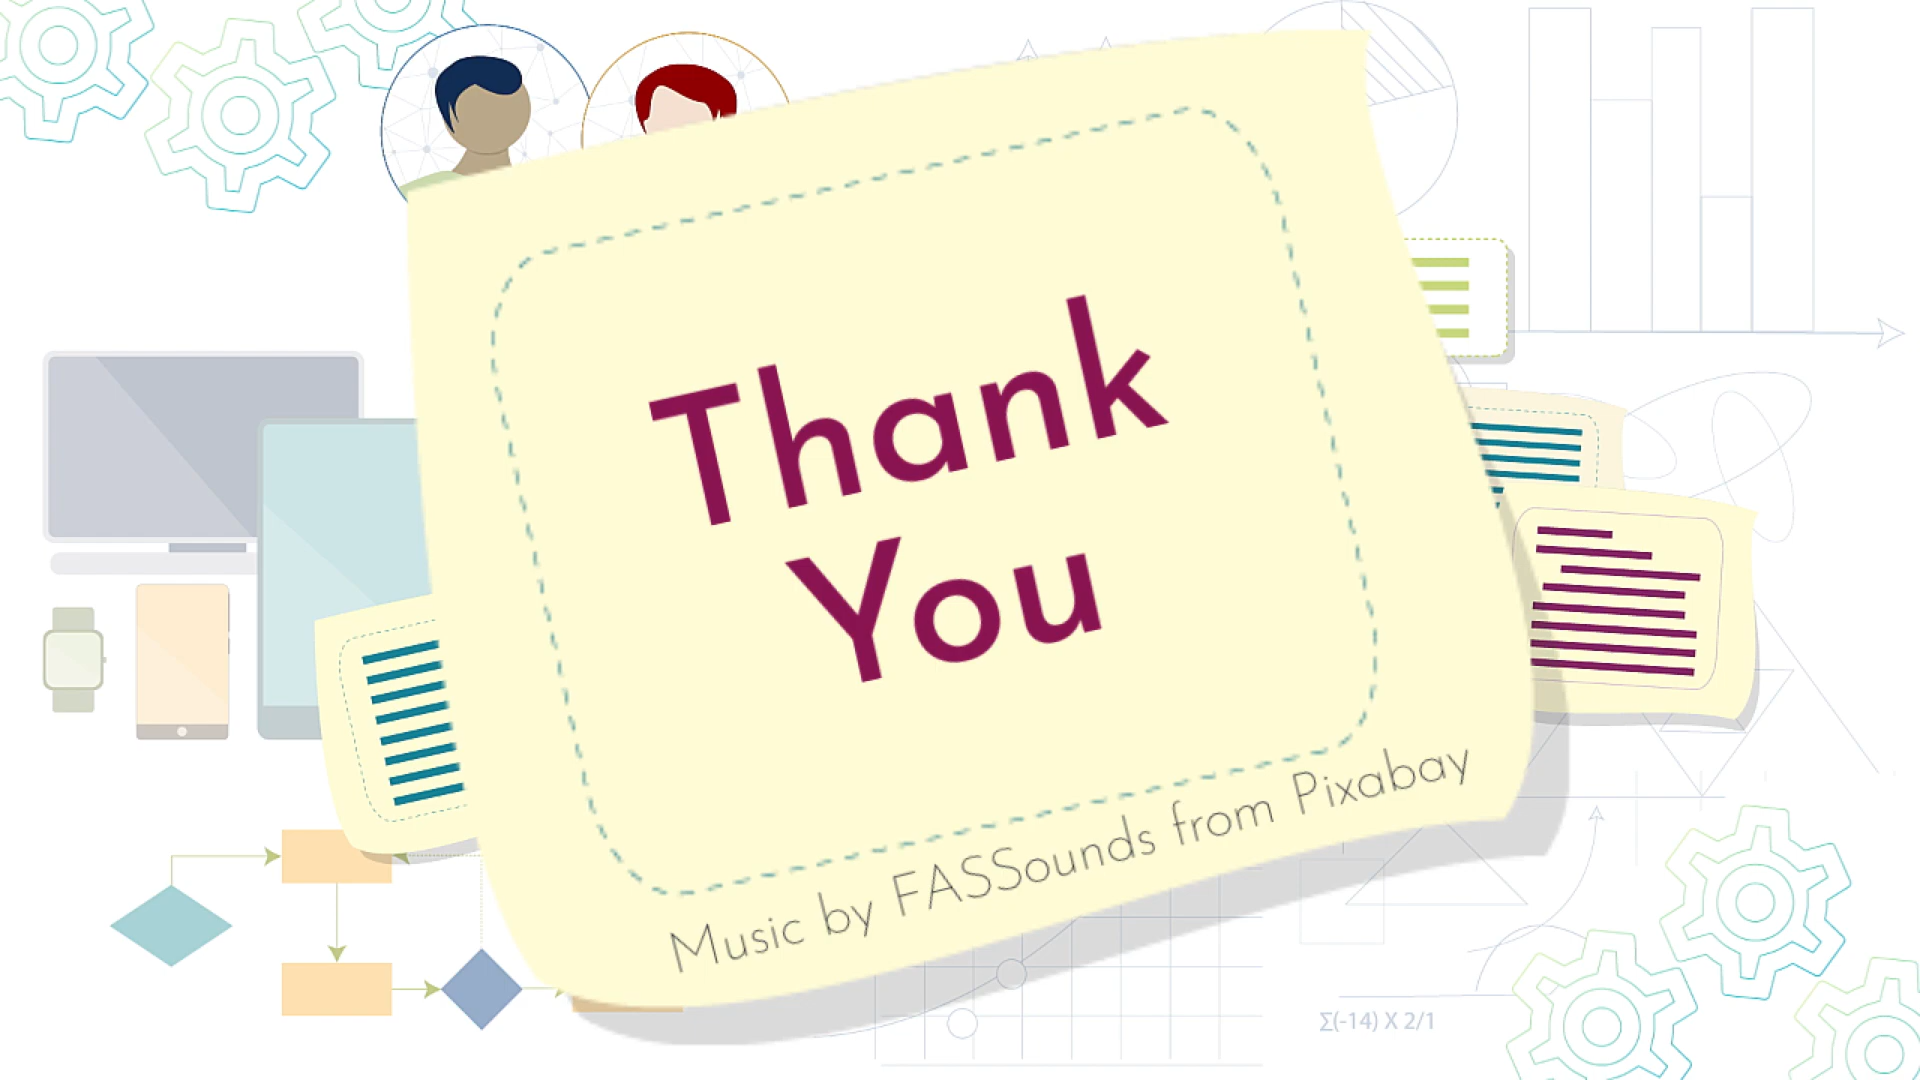 Thank
You
Music by FASSounds from Pixabay
Σ(-14) X 2/1